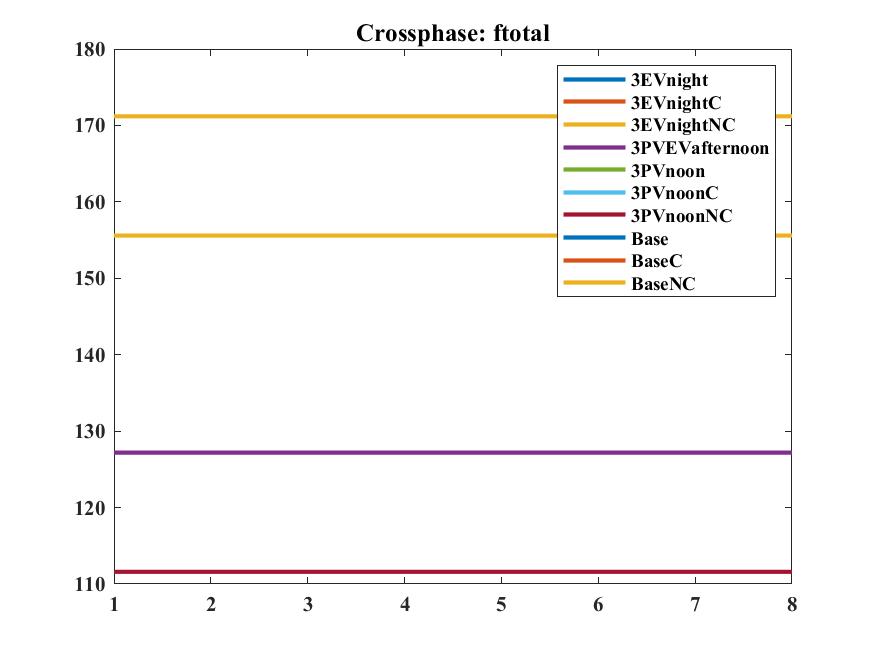 Crossphase: ftotal
180
170
160
150
140
130
120
110
1 2 3 4 5 6 7 8
3EVnight
3EVnightC
3EVnightNC
3PVEVafternoon
3PVnoon
3PVnoonC
3PVnoonNC
Base
BaseC
BaseNC